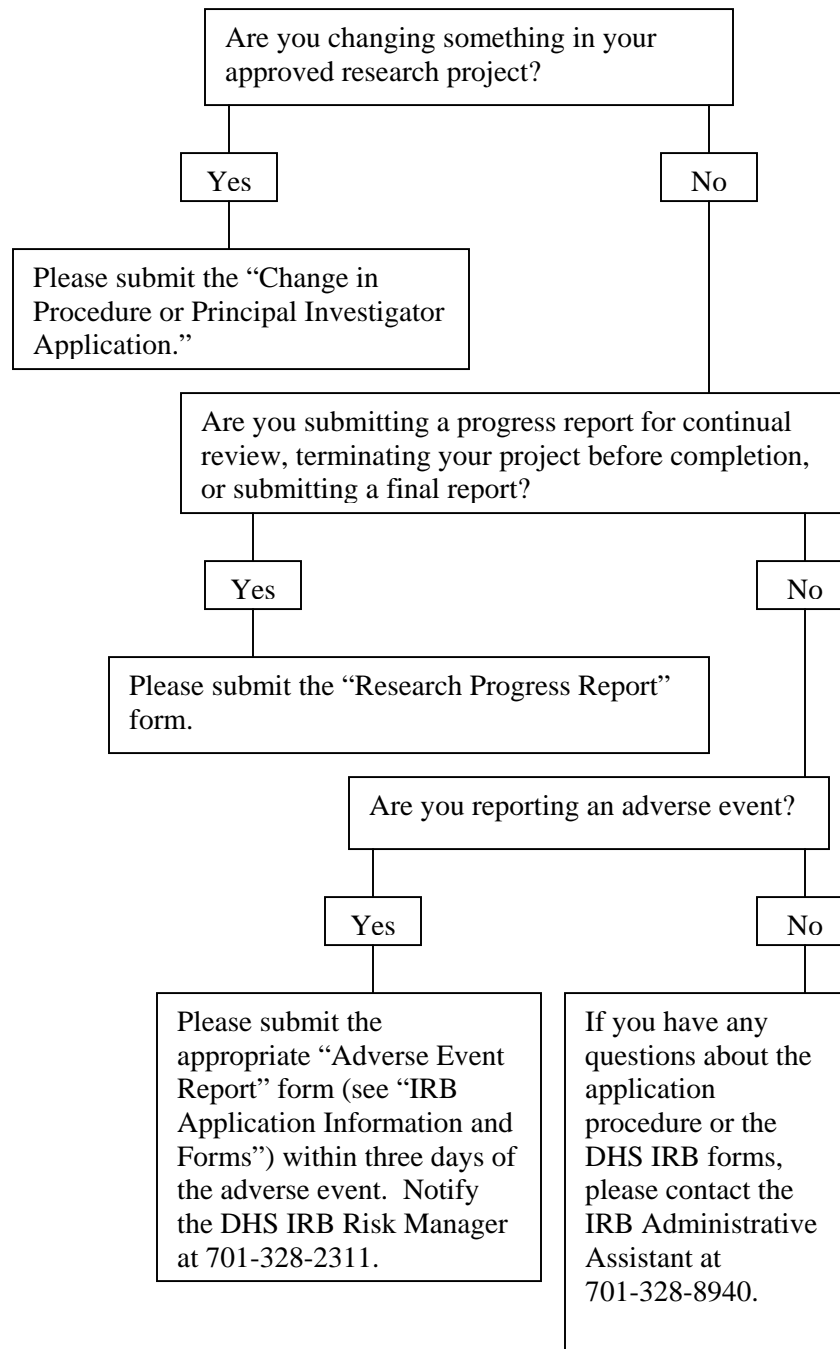 Are you changing something in your
approved research project?
Yes
No
Please submit the “Change in
Procedure or Principal Investigator
Application.”
Are you submitting a progress report for continual
review, terminating your project before completion,
or submitting a final report?
Yes
No
Please submit the “Research Progress Report”
form.
Are you reporting an adverse event?
Yes
No
Please submit the
appropriate “Adverse Event
Report” form (see “IRB
Application Information and
Forms”) within three days of
the adverse event.  Notify
the DHS IRB Risk Manager
at 701-328-2311.
If you have any
questions about the
application
procedure or the
DHS IRB forms,
please contact the
IRB Administrative
Assistant at
701-328-8940.